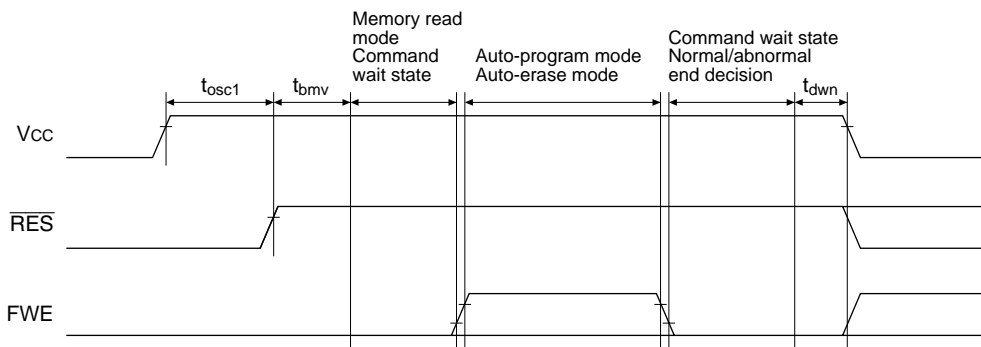 Memory read
mode
Command
wait state
Auto-program mode
Auto-erase mode
Command wait state
Normal/abnormal
end decision
tosc1
tbmv
tdwn
VCC
RES
FWE